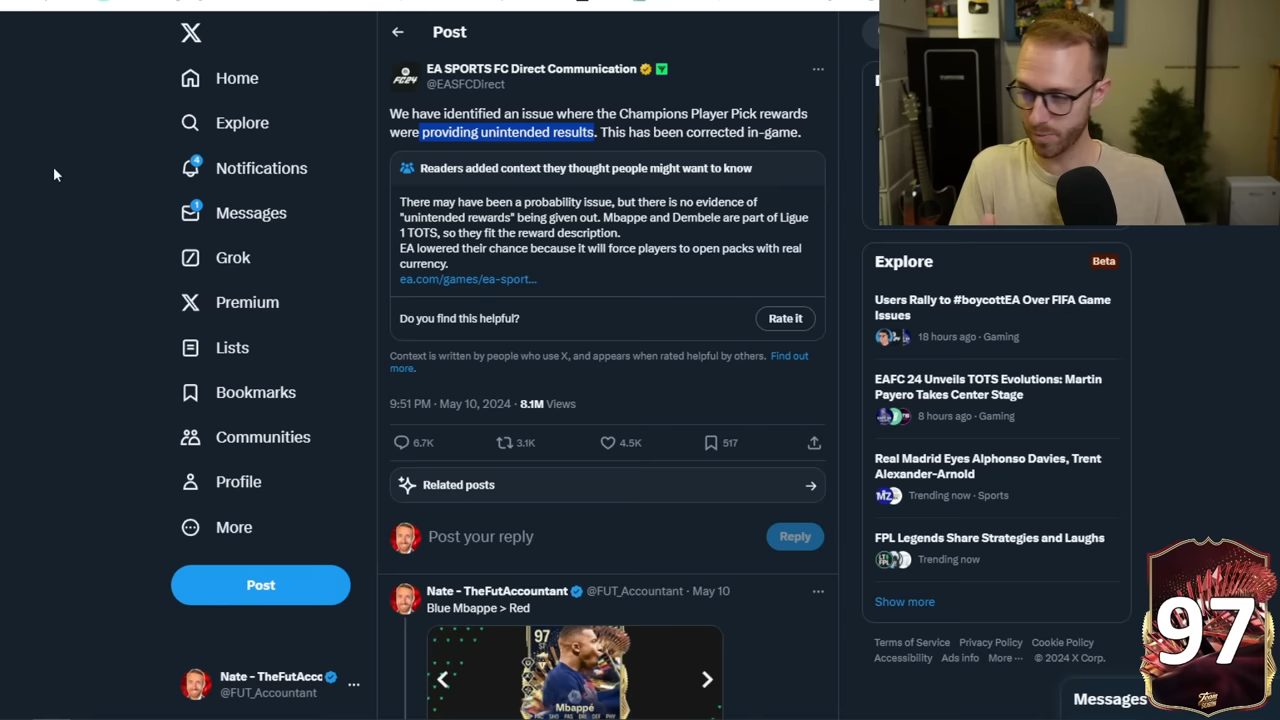 Post
EA SPORTS FC Direct Communication
@EASFCDirect
We have identified an issue where the Champions Player Pick rewards
were providing unintended results. This has been corrected in-game.
Readers added context they thought people might want to know
There may have been a probability issue, but there is no evidence of
"unintended rewards" being given out. Mbappe and Dembele are part of Ligue
1 TOTS, so they fit the reward description.
EA lowered their chance because it will force players to open packs with real
currency.
ea.com/games/ea-sport...
Do you find this helpful?
Rate it
Context is written by people who use X, and appears when rated helpful by others. Find out
more.
9:51 PM · May 10, 2024 · 8.1M Views
6.7K
3.1K
4.5K
517
Related posts
Post your reply
Reply
Nate - TheFutAccountant @FUT_Accountant · May 10
Blue Mbappe > Red
97
Mbappé
Home
Explore
4
Notifications
1
Messages
Grok
Premium
Lists
Bookmarks
Communities
Profile
More
Post
Nate - TheFutAcc
@FUT_Accountant
Explore
Beta
Users Rally to #boycottEA Over FIFA Game
Issues
18 hours ago · Gaming
EAFC 24 Unveils TOTS Evolutions: Martin
Payero Takes Center Stage
8 hours ago · Gaming
Real Madrid Eyes Alphonso Davies, Trent
Alexander-Arnold
Trending now · Sports
FPL Legends Share Strategies and Laughs
Trending now
Show more
Terms of Service Privacy Policy Cookie Policy
Accessibility Ads info More ··· © 2024 X Corp.
Messages
97